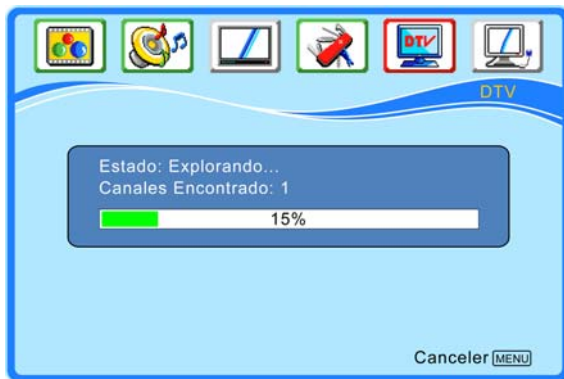 DTV
DTV
Estado: Explorando...
Canales Encontrado: 1
15%
Canceler MENU